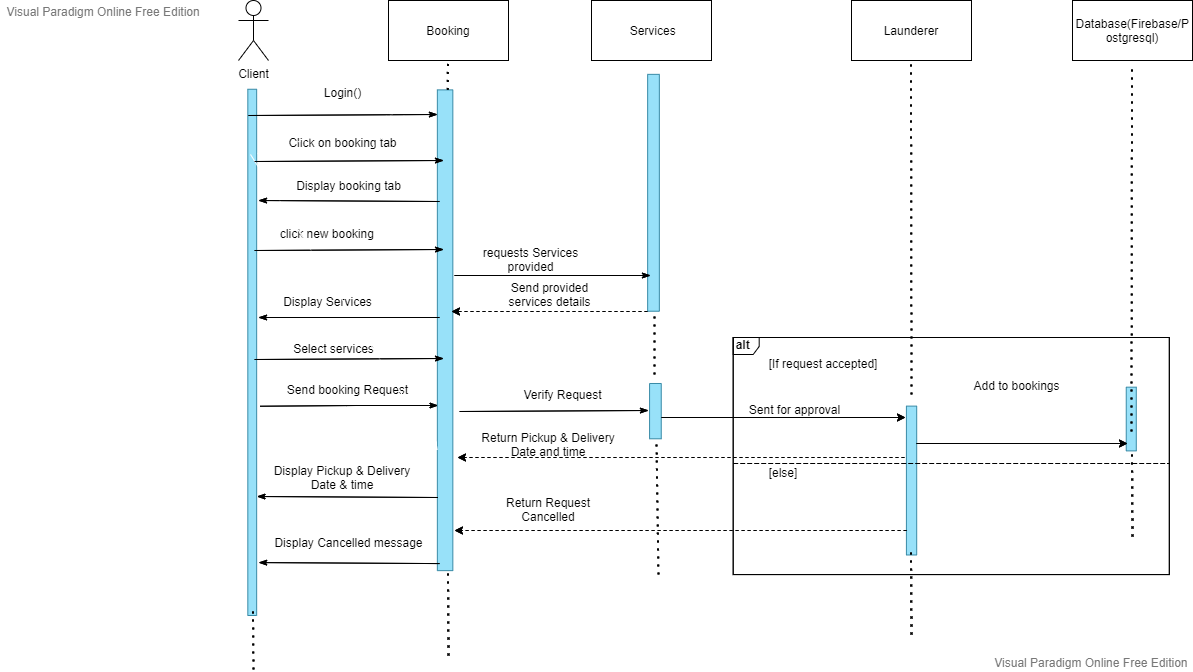 Visual Paradigm Online Free Edition
Client
Booking
Services
Launderer
Database(Firebase/P
ostgresql)
Login()
Click on booking tab
Display booking tab
click new booking
requests Services
provided
Send provided
services details
Display Services
alt
[If request accepted]
Select services
Send booking Request
Verify Request
Add to bookings
Sent for approval
Return Pickup & Delivery
Date and time
Display Pickup & Delivery
Date & time
[else]
Return Request
Cancelled
Display Cancelled message
Visual Paradigm Online Free Edition